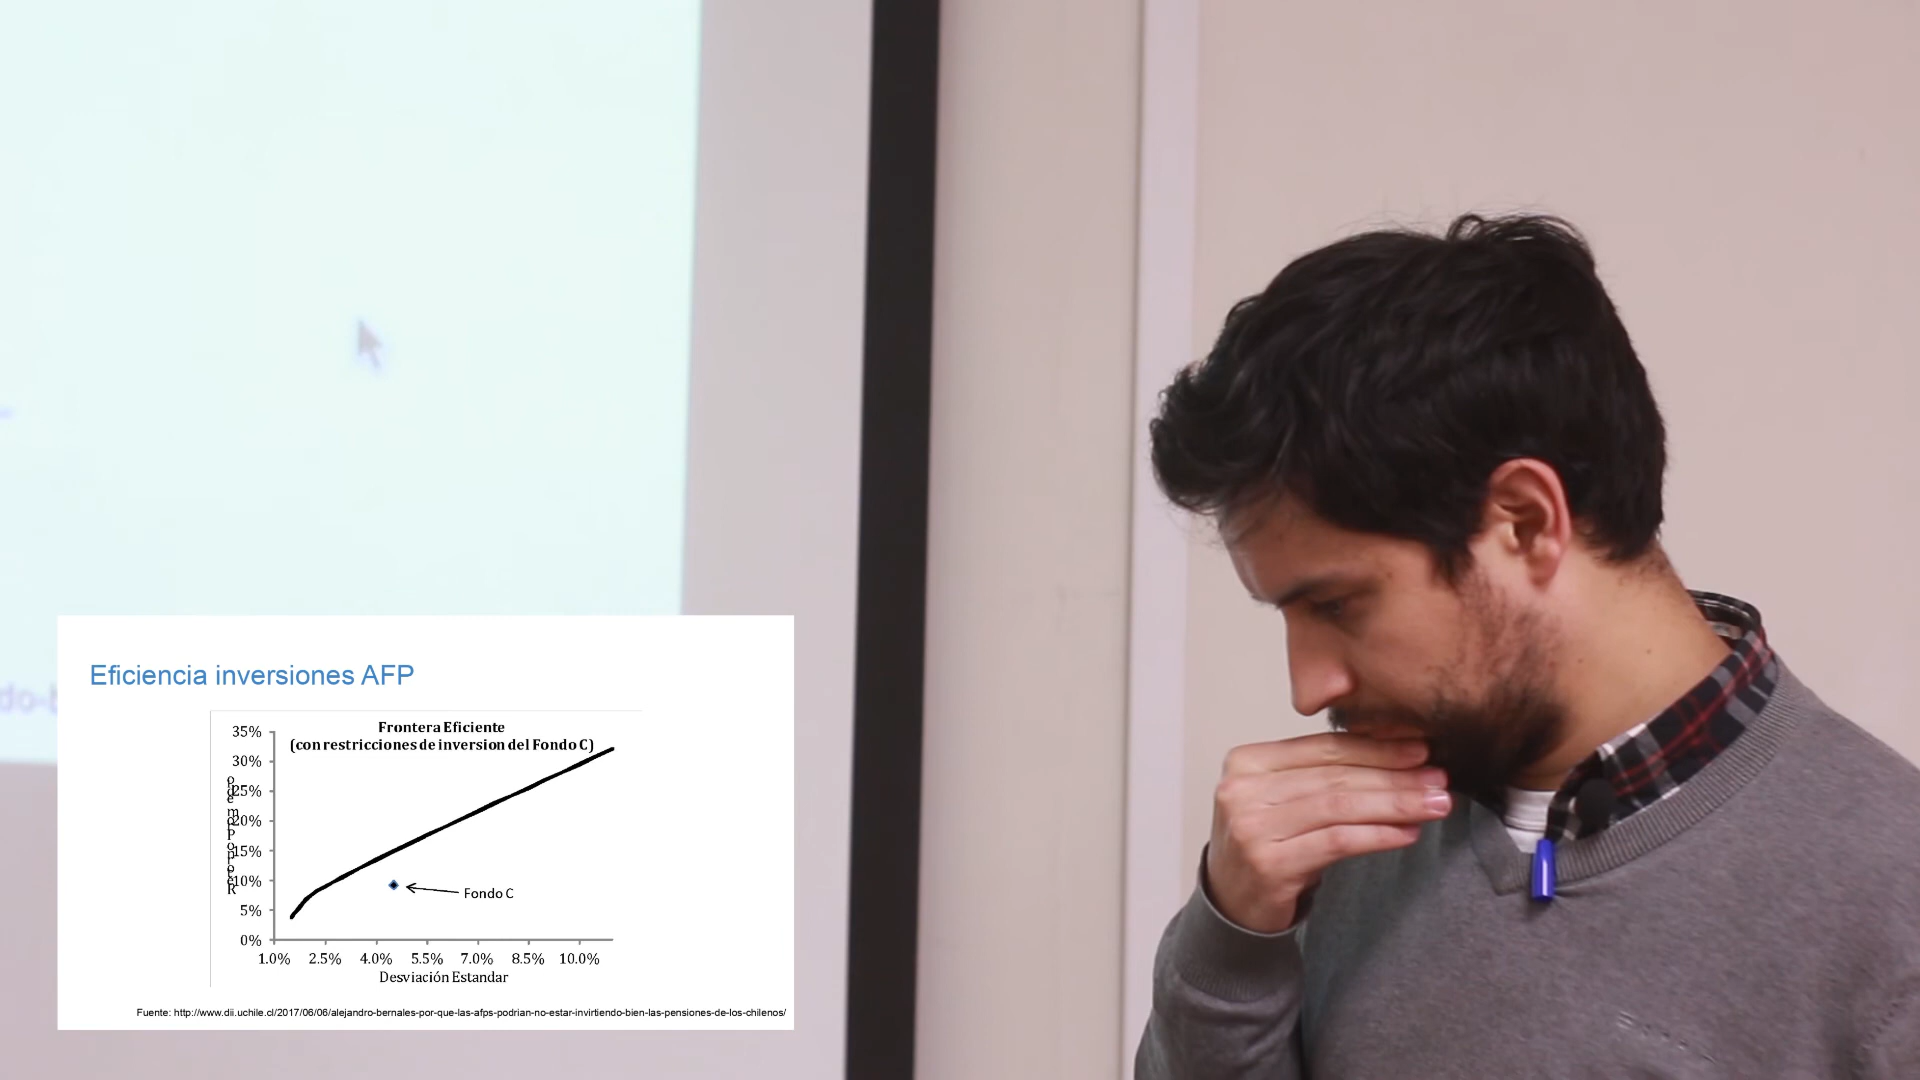 Eficiencia inversiones AFP
Frontera Eficiente
(con restricciones de inversion del Fondo C)
35%
30%
25%
20%
15%
10%
5%
0%
Fondo C
1.0% 2.5% 4.0% 5.5% 7.0% 8.5% 10.0%
Desviación Estandar
Fuente: http://www.dii.uchile.cl/2017/06/06/alejandro-bernales-por-que-las-afps-podrian-no-estar-invirtiendo-bien-las-pensiones-de-los-chilenos/